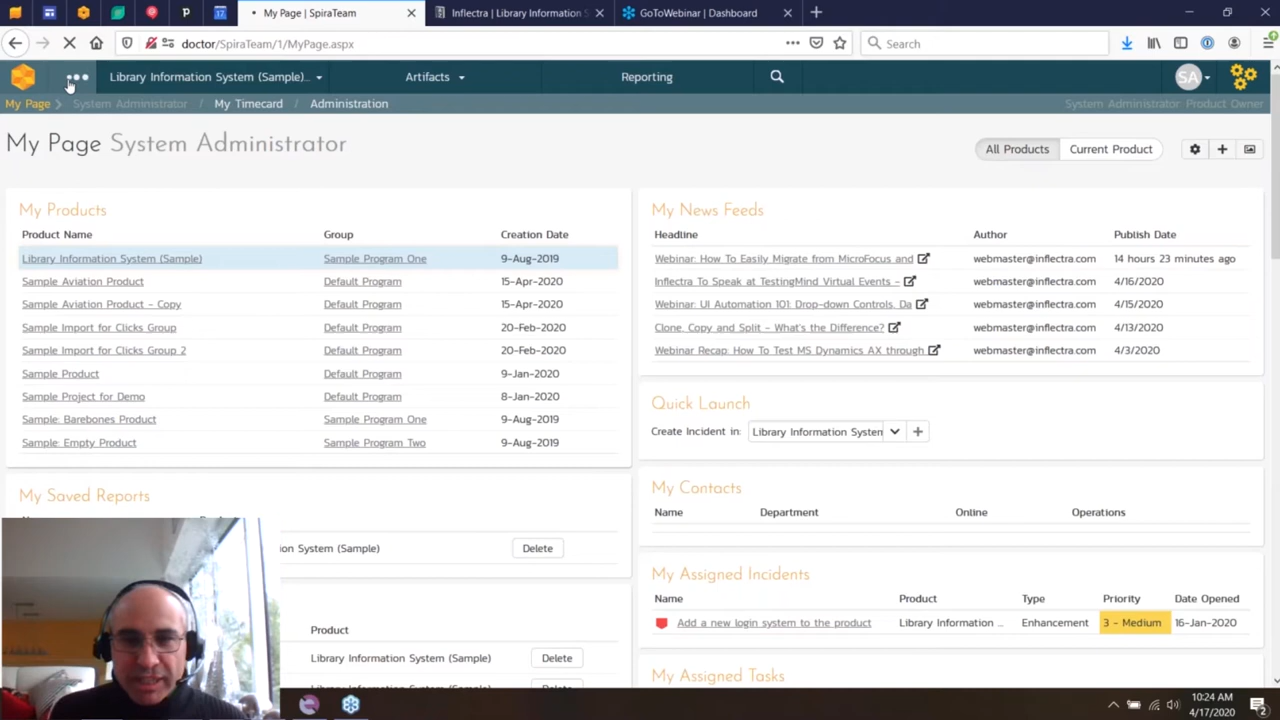 My Page | SpiraTeam
Inflectra | Library Information S
GoToWebinar | Dashboard
doctor/SpiraTeam/1/MyPage.aspx
Search
Library Information System (Sample)...
Artifacts
Reporting
SA
My Page
System Administrator / My Timecard / Administration
System Administrator Product Owner
My Page System Administrator
All Products
Current Product
My Products
Product Name Group Creation Date
Library Information System (Sample) Sample Program One 9-Aug-2019
Sample Aviation Product Default Program 15-Apr-2020
Sample Aviation Product - Copy Default Program 15-Apr-2020
Sample Import for Clicks Group Default Program 20-Feb-2020
Sample Import for Clicks Group 2 Default Program 20-Feb-2020
Sample Product Default Program 9-Jan-2020
Sample Project for Demo Default Program 8-Jan-2020
Sample: Barebones Product Sample Program One 9-Aug-2019
Sample: Empty Product Sample Program Two 9-Aug-2019
My Saved Reports
ion System (Sample) Delete
Product
Library Information System (Sample) Delete
Library Information System (Sample) Delete
My News Feeds
Headline Author Publish Date
Webinar: How To Easily Migrate from MicroFocus and webmaster@inflectra.com 14 hours 23 minutes ago
Inflectra To Speak at TestingMind Virtual Events - webmaster@inflectra.com 4/16/2020
Webinar: UI Automation 101: Drop-down Controls, Da webmaster@inflectra.com 4/15/2020
Clone, Copy and Split - What's the Difference? webmaster@inflectra.com 4/13/2020
Webinar Recap: How To Test MS Dynamics AX through webmaster@inflectra.com 4/3/2020
Quick Launch
Create Incident in: Library Information System
My Contacts
Name Department Online Operations
My Assigned Incidents
Name Product Type Priority Date Opened
Add a new login system to the product Library Information ... Enhancement 3 - Medium 16-Jan-2020
My Assigned Tasks
10:24 AM
4/17/2020
2